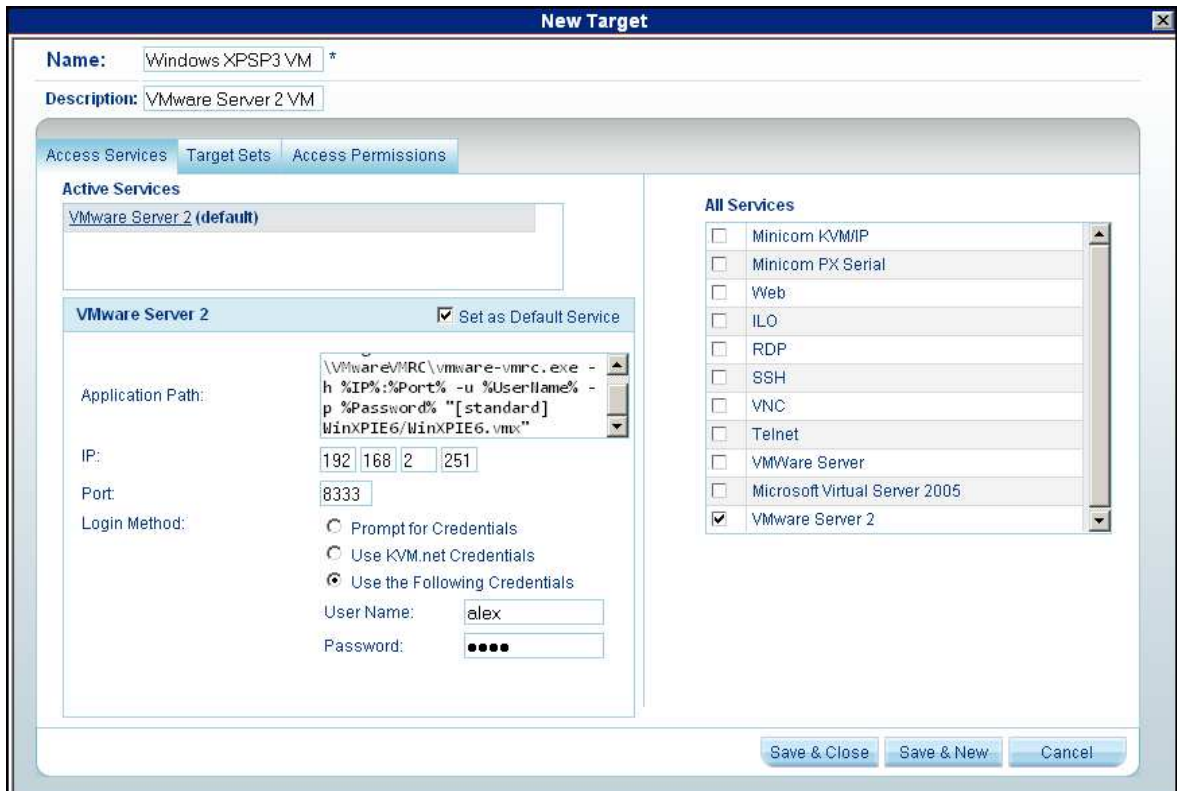 New Target
Name: Windows XPSP3 VM *
Description: VMware Server 2 VM
Access Services Target Sets Access Permissions
Active Services
VMware Server 2 (default)
VMware Server 2 Set as Default Service
Application Path:
\VMwareVMRC\vmware-vmrc.exe -
h %IP%:%Port% -u %UserName% -
p %Password% "[standard]
WinXPIE6/WinXPIE6.vmx"
IP: 192 168 2 251
Port: 8333
Login Method:
Prompt for Credentials
Use KVM.net Credentials
Use the Following Credentials
User Name: alex
Password: ●●●●
All Services
Minicom KVM/IP
Minicom PX Serial
Web
ILO
RDP
SSH
VNC
Telnet
VMWare Server
Microsoft Virtual Server 2005
VMware Server 2
Save & Close Save & New Cancel